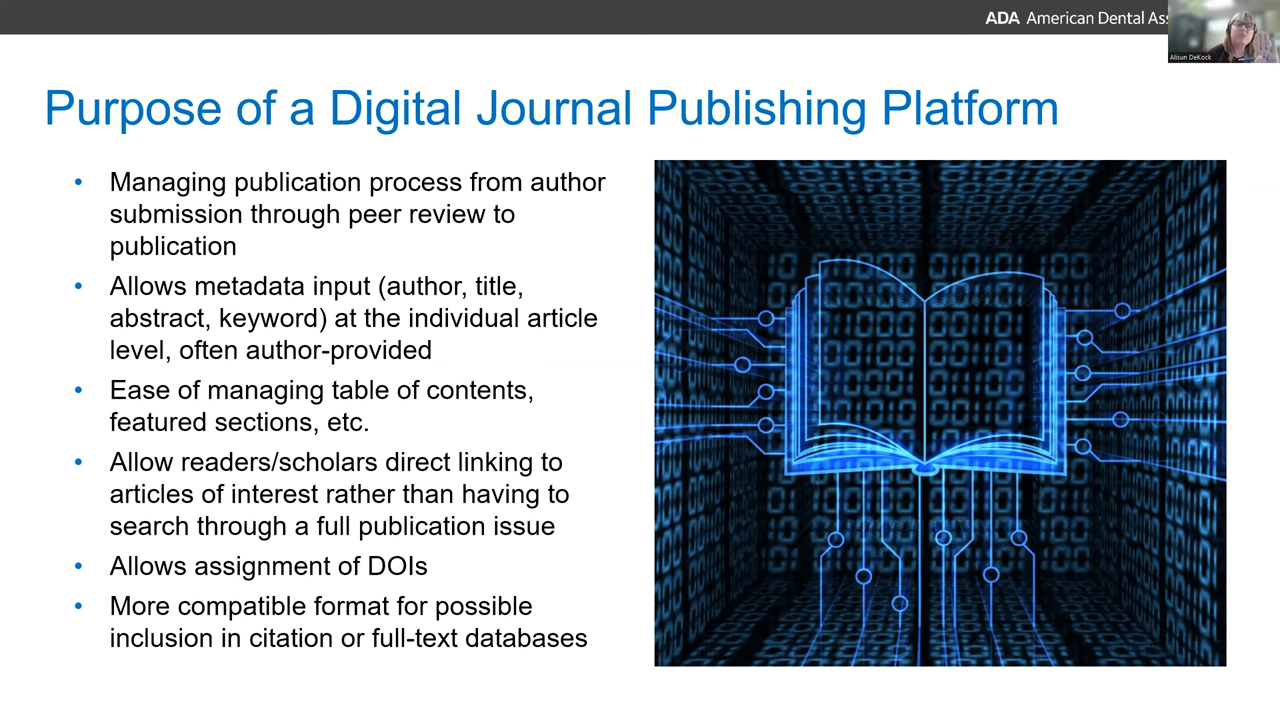 ADA American Dental Ass
Alisun DeKock
Purpose of a Digital Journal Publishing Platform
• Managing publication process from author
submission through peer review to
publication
• Allows metadata input (author, title,
abstract, keyword) at the individual article
level, often author-provided
• Ease of managing table of contents,
featured sections, etc.
• Allow readers/scholars direct linking to
articles of interest rather than having to
search through a full publication issue
• Allows assignment of DOIs
• More compatible format for possible
inclusion in citation or full-text databases